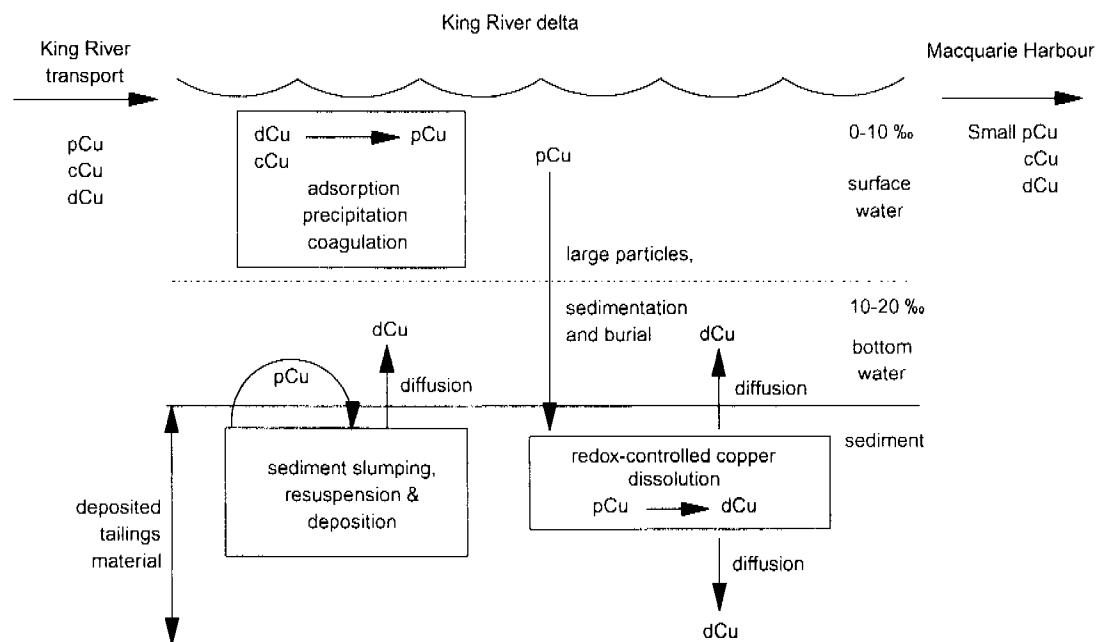 King River delta
King River
transport
Macquarie Harbour
pCu
cCu
dCu
dCu pCu
cCu
adsorption
precipitation
coagulation
pCu
0-10 ‰
surface
water
Small pCu
cCu
dCu
large particles,
sedimentation
and burial
10-20 ‰
bottom
water
dCu
pCu
diffusion
dCu
diffusion
sediment
deposited
tailings
material
sediment slumping,
resuspension &
deposition
redox-controlled copper
dissolution
pCu dCu
diffusion
dCu